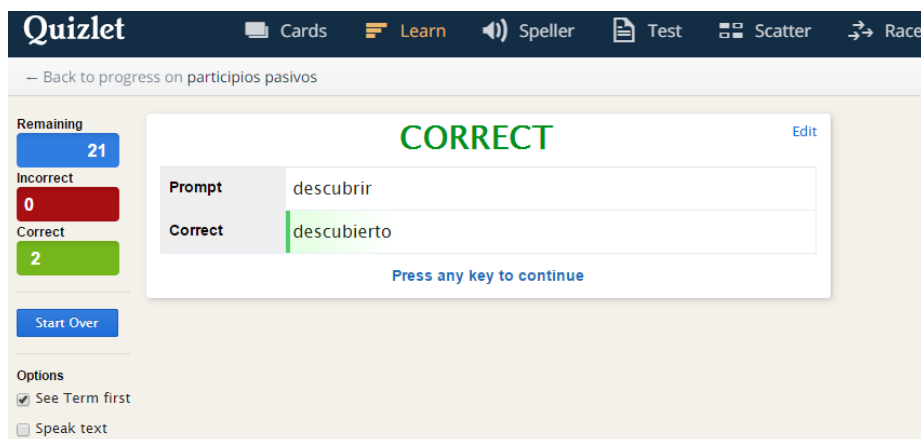 Quizlet Cards Learn Speller Test Scatter Race
← Back to progress on participios pasivos
Remaining
21
Incorrect
0
Correct
2
Start Over
Options
See Term first
Speak text
CORRECT
Edit
Prompt descubrir
Correct descubierto
Press any key to continue